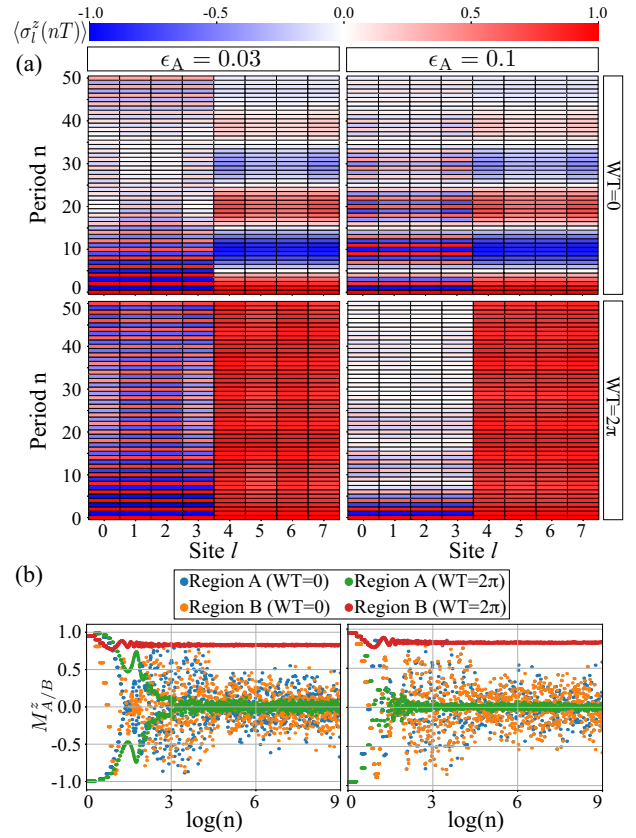 ⟨σ_l^z(nT)⟩ -1.0 -0.5 0.0 0.5 1.0
ϵ_A = 0.03 ϵ_A = 0.1
(a)
50
40
30
20
10
0
Period n
WT=0
50
40
30
20
10
0
Period n
WT=2π
0 1 2 3 4 5 6 7 0 1 2 3 4 5 6 7
Site l Site l
(b)
Region A (WT=0) Region A (WT=2π)
Region B (WT=0) Region B (WT=2π)
1.0
0.5
0.0
-0.5
-1.0
M^z_{A/B}
0 3 6 9 0 3 6 9
log(n) log(n)